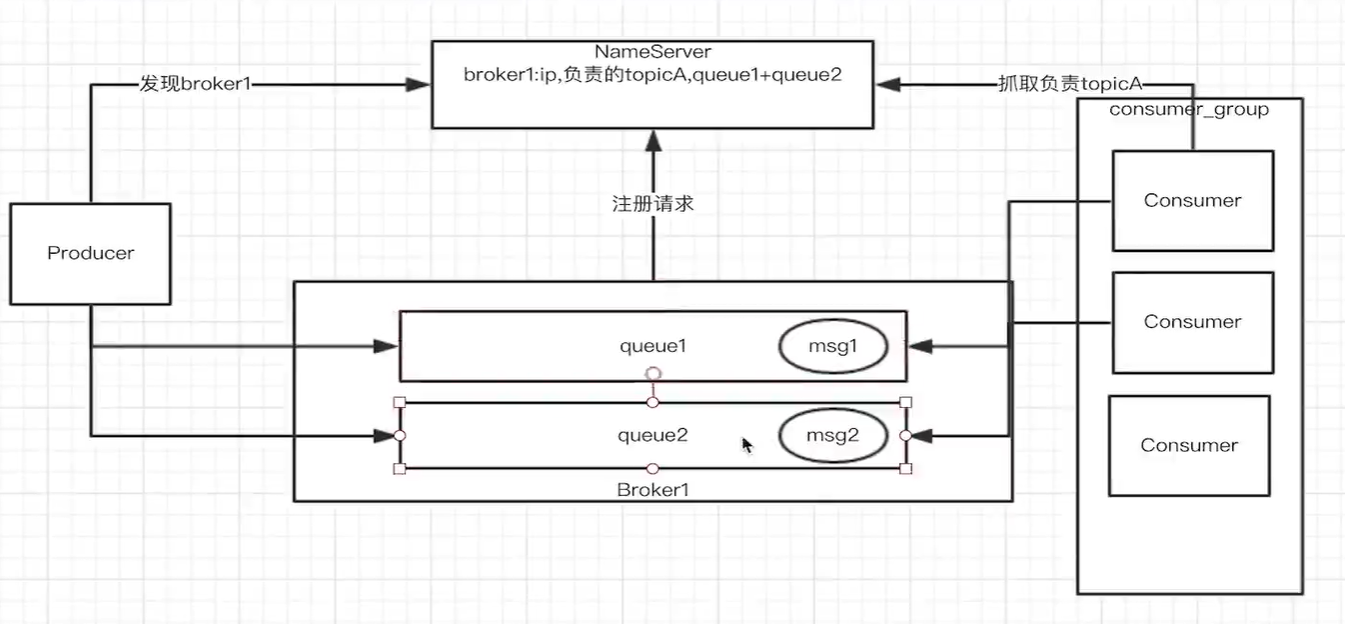 NameServer
broker1:ip,负责的topicA,queue1+queue2
发现broker1
抓取负责topicA
consumer_group
Consumer
注册请求
Producer
Consumer
queue1
msg1
queue2
msg2
Consumer
Broker1